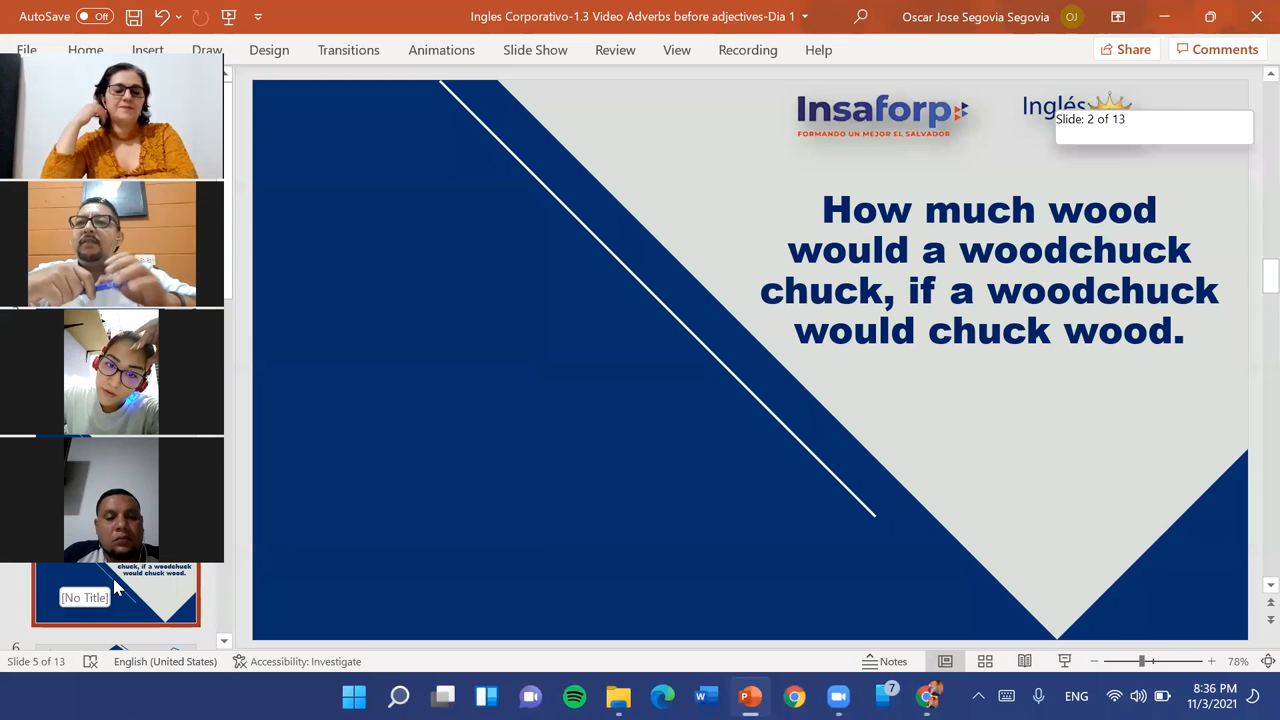 AutoSave Off
Ingles Corporativo-1.3 Video Adverbs before adjectives-Dia 1
Oscar Jose Segovia Segovia OJ
File Home Insert Draw Design Transitions Animations Slide Show Review View Recording Help Share Comments
Insaforp
FORMANDO UN MEJOR EL SALVADOR
Inglés
Slide: 2 of 13
How much wood
would a woodchuck
chuck, if a woodchuck
would chuck wood.
chuck, if a woodchuck
would chuck wood.
[No Title]
6
Slide 5 of 13 English (United States) Accessibility: Investigate Notes 78%
7
ENG
8:36 PM
11/3/2021